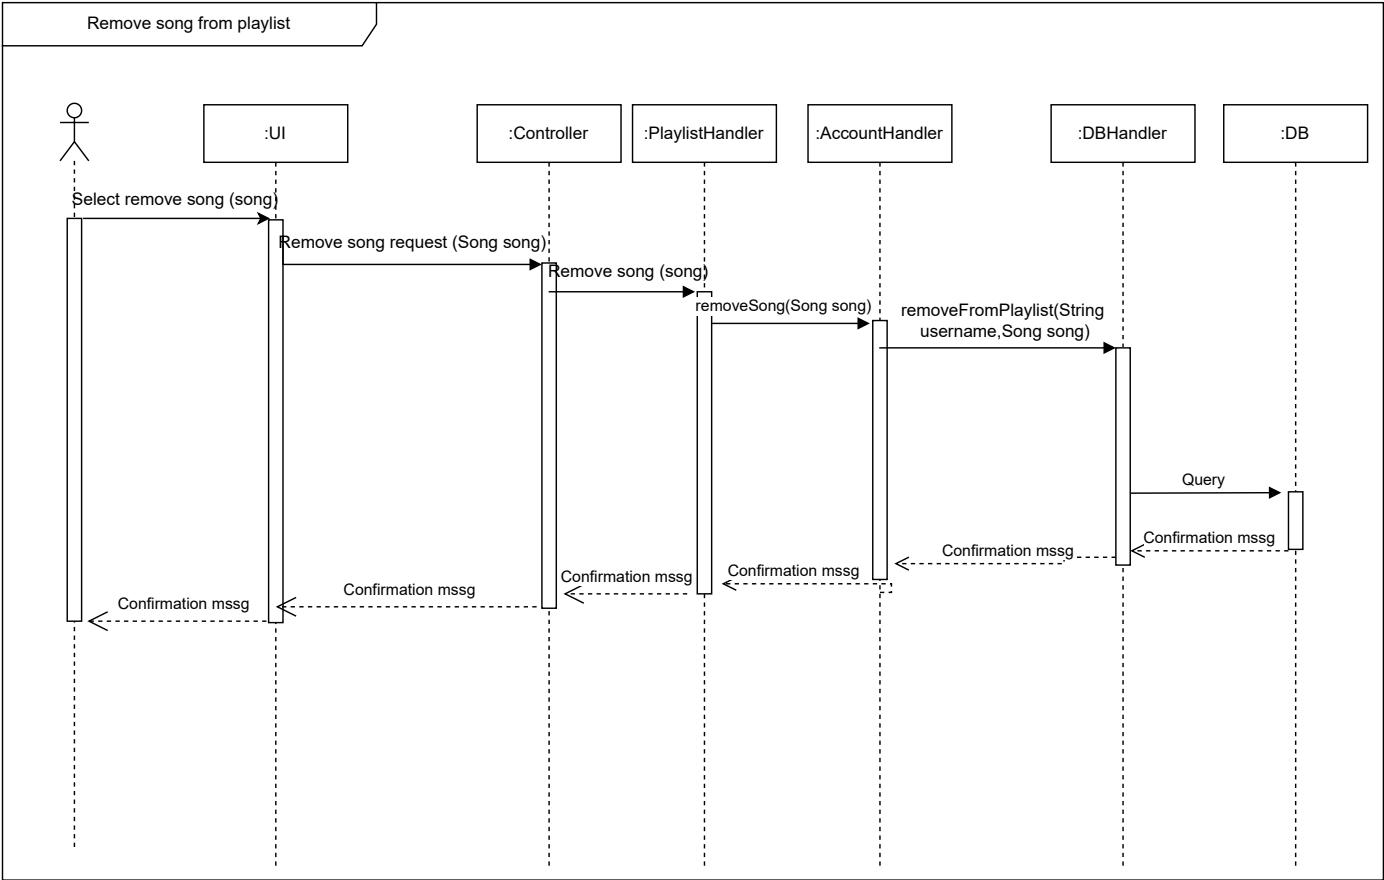 Remove song from playlist
:UI
:Controller
:PlaylistHandler
:AccountHandler
:DBHandler
:DB
Select remove song (song)
Remove song request (Song song)
Remove song (song)
removeSong(Song song)
removeFromPlaylist(String
username,Song song)
Query
Confirmation mssg
Confirmation mssg
Confirmation mssg
Confirmation mssg
Confirmation mssg
Confirmation mssg